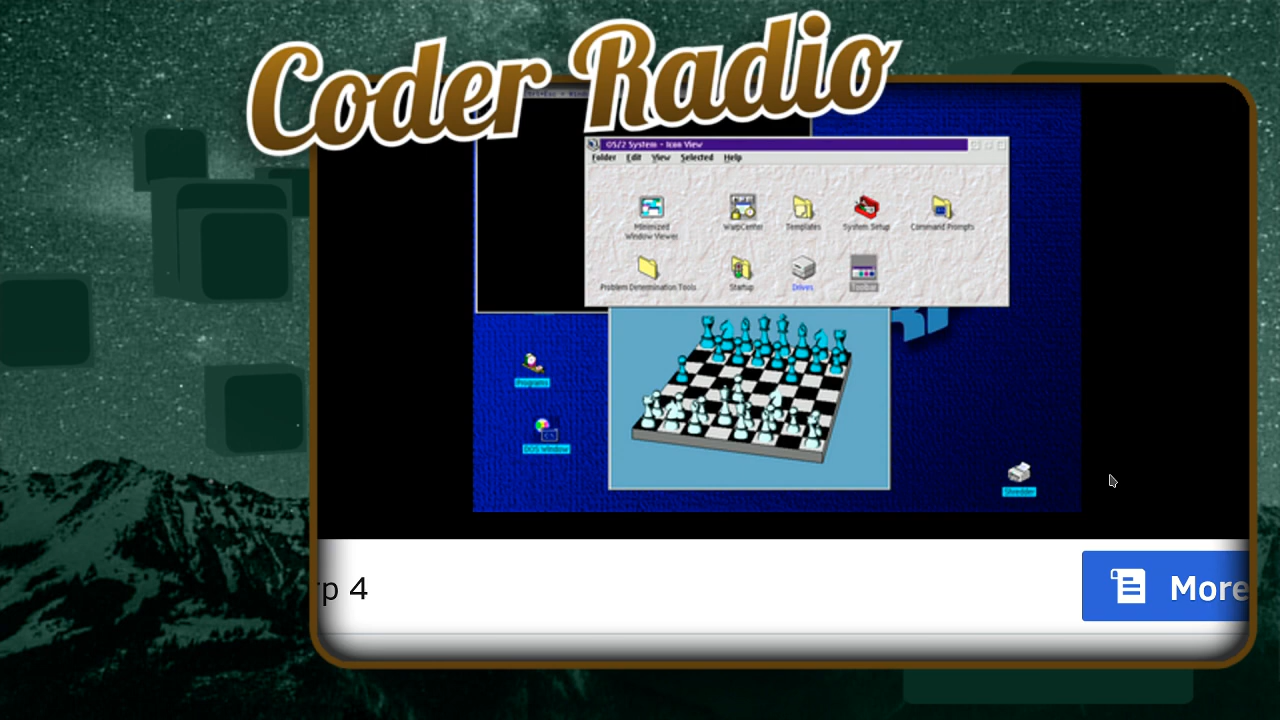 Coder Radio
OS/2 System - Icon View
Folder Edit View Selected Help
Minimized
Window Viewer
WarpCenter
Templates
System Setup
Command Prompts
Problem Determination Tools
Startup
Drives
Toolbar
Programs
DOS Window
Shredder
rp 4
More